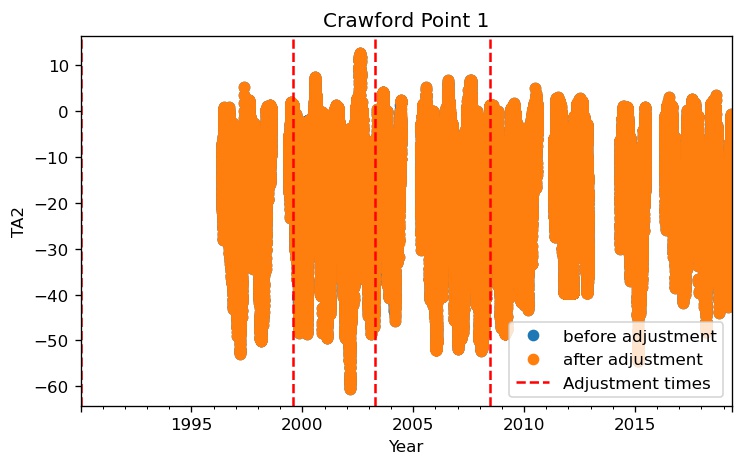 Crawford Point 1
TA2
10
0
−10
−20
−30
−40
−50
−60
before adjustment
after adjustment
Adjustment times
1995
2000
2005
2010
2015
Year